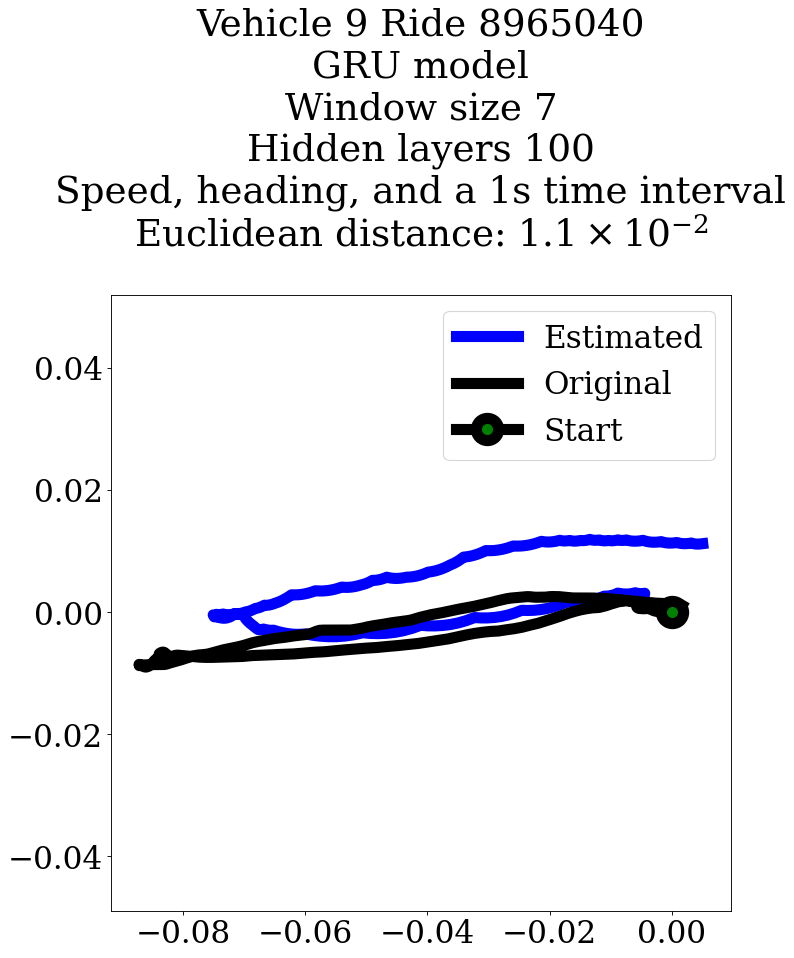 Vehicle 9 Ride 8965040
GRU model
Window size 7
Hidden layers 100
Speed, heading, and a 1s time interval
Euclidean distance: 1.1 × 10⁻²
Estimated
Original
Start
0.04
0.02
0.00
−0.02
−0.04
−0.08 −0.06 −0.04 −0.02 0.00